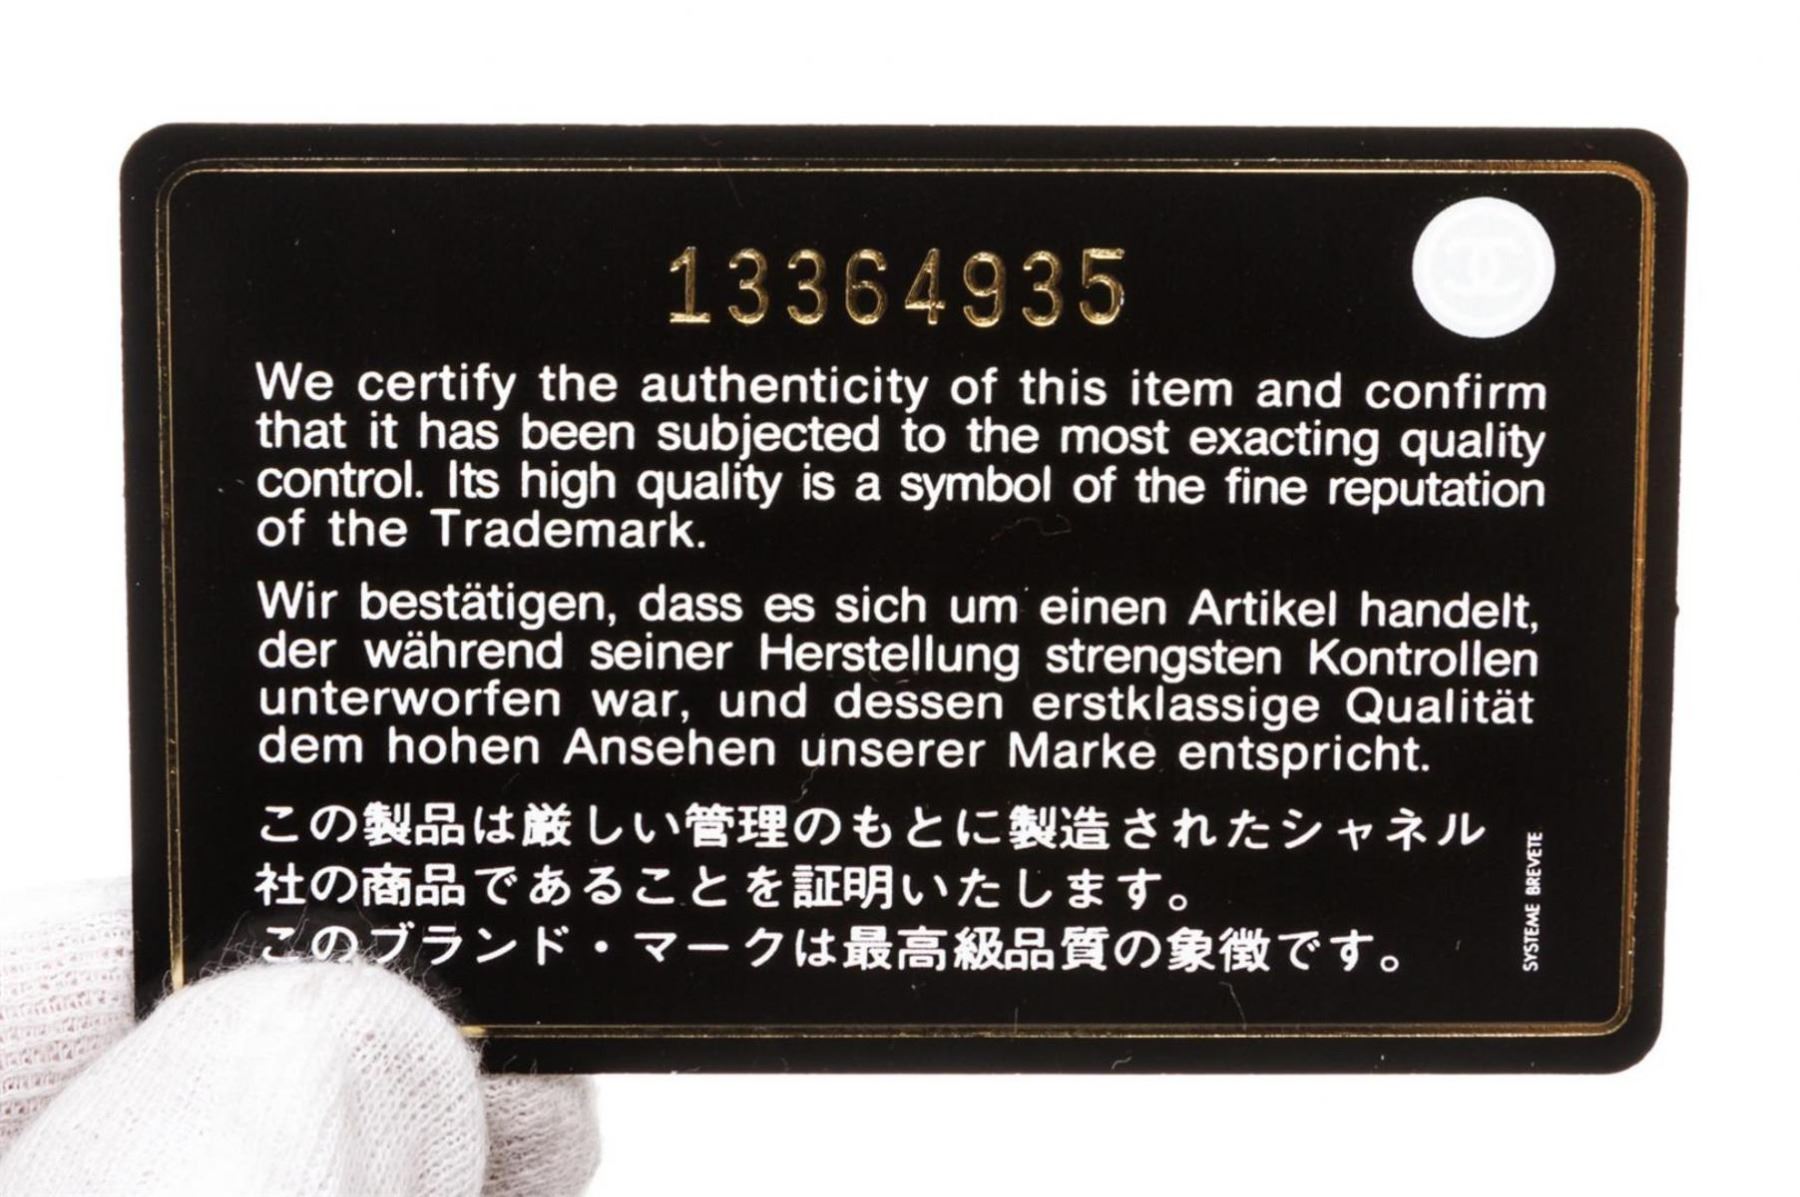 13364935
We certify the authenticity of this item and confirm
that it has been subjected to the most exacting quality
control. Its high quality is a symbol of the fine reputation
of the Trademark.
Wir bestätigen, dass es sich um einen Artikel handelt,
der während seiner Herstellung strengsten Kontrollen
unterworfen war, und dessen erstklassige Qualität
dem hohen Ansehen unserer Marke entspricht.
この製品は厳しい管理のもとに製造されたシャネル
社の商品であることを証明いたします。
このブランド・マークは最高級品質の象徴です。
SYSTEME BREVETE